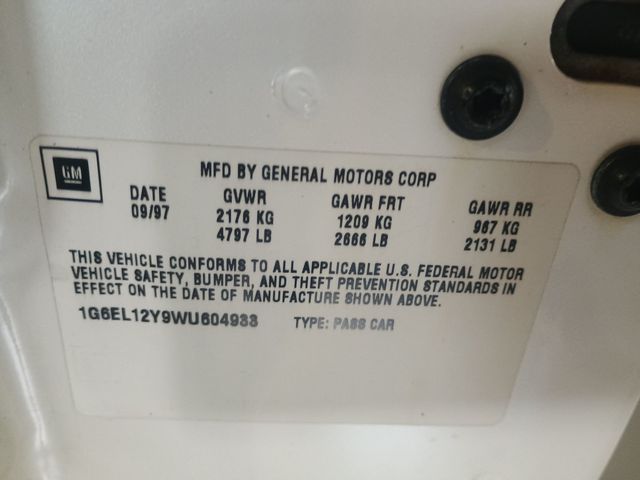 GM
MFD BY GENERAL MOTORS CORP
DATE GVWR GAWR FRT GAWR RR
09/97 2176 KG 1209 KG 967 KG
4797 LB 2666 LB 2131 LB
THIS VEHICLE CONFORMS TO ALL APPLICABLE U.S. FEDERAL MOTOR
VEHICLE SAFETY, BUMPER, AND THEFT PREVENTION STANDARDS IN
EFFECT ON THE DATE OF MANUFACTURE SHOWN ABOVE.
1G6EL12Y9WU604933 TYPE: PASS CAR